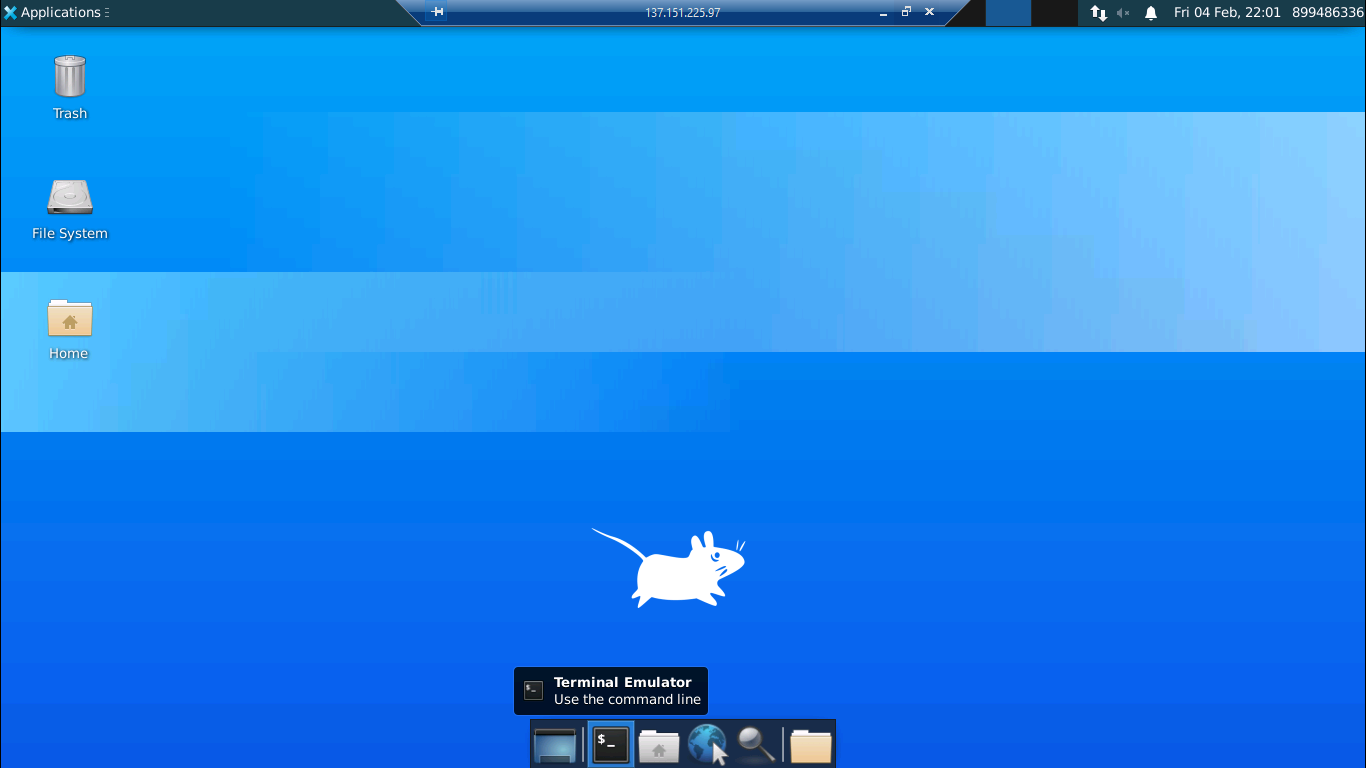 Applications
137.151.225.97
Fri 04 Feb, 22:01 899486336
Trash
File System
Home
Terminal Emulator
Use the command line
$_